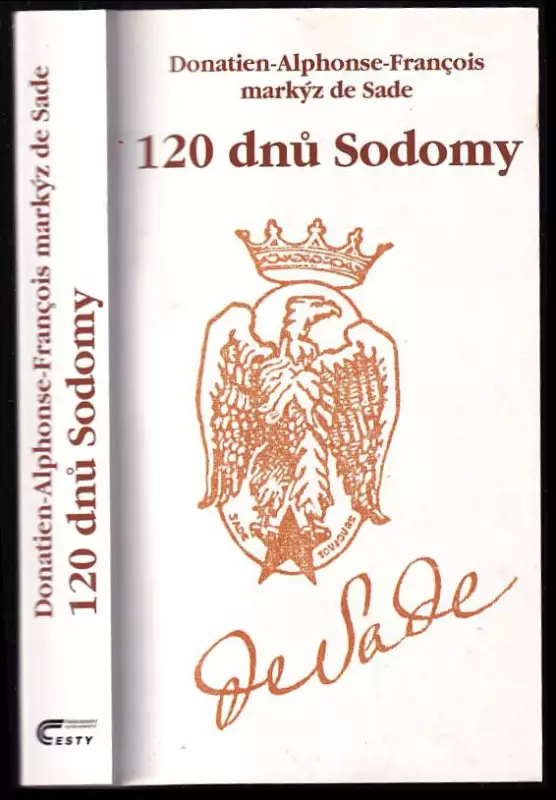 Donatien-Alphonse-François markýz de Sade
120 dnů Sodomy
ESTY
Donatien-Alphonse-François
markýz de Sade
120 dnů Sodomy
SADE
TOUJOURS
De Sade